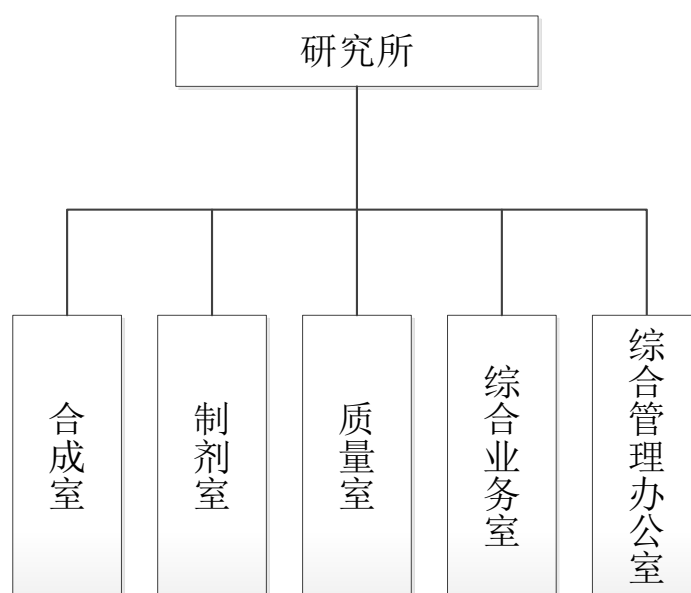 研究所
合成室
制剂室
质量室
综合业务室
综合管理办公室